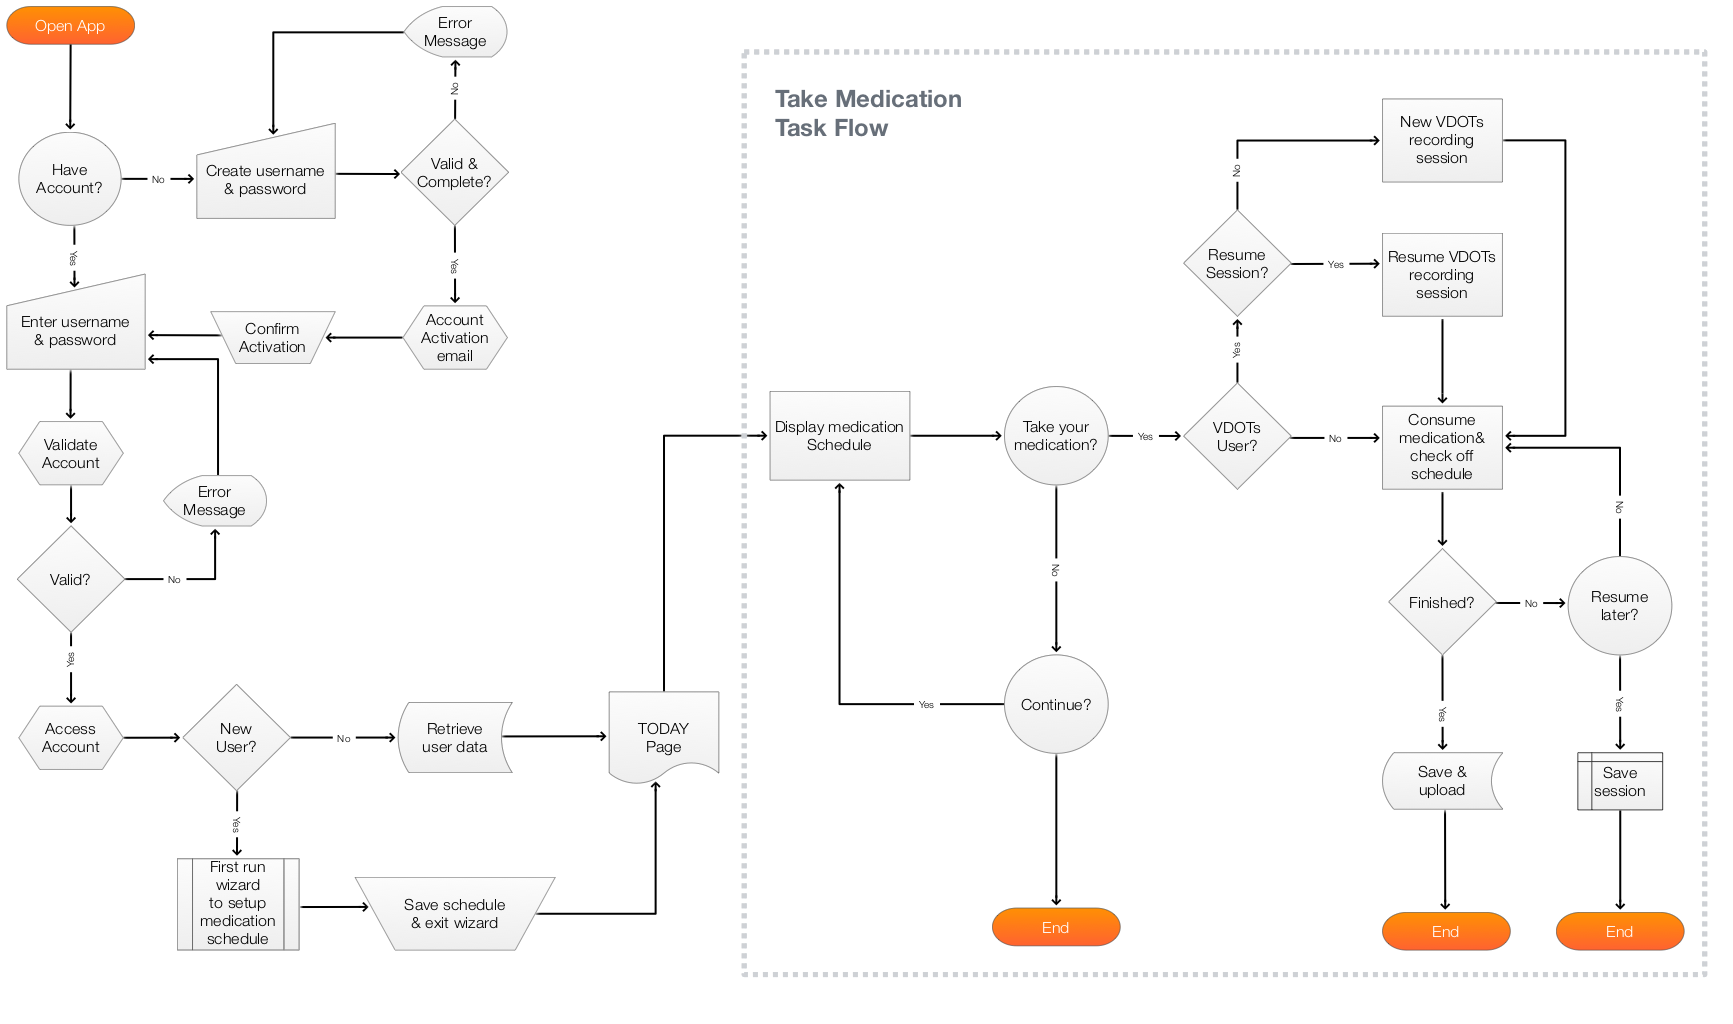 Open App
Error
Message
No
Have
Account?
No
Create username
& password
Valid &
Complete?
Yes
Yes
Enter username
& password
Confirm
Activation
Account
Activation
email
Validate
Account
Error
Message
Valid?
No
Yes
Access
Account
New
User?
No
Retrieve
user data
TODAY
Page
Yes
First run
wizard
to setup
medication
schedule
Save schedule
& exit wizard
Take Medication
Task Flow
New VDOTs
recording
session
No
Resume
Session?
Yes
Resume VDOTs
recording
session
Yes
Display medication
Schedule
Take your
medication?
Yes
VDOTs
User?
No
Consume
medication&
check off
schedule
No
No
Finished?
No
Resume
later?
Continue?
Yes
Yes
Yes
Save &
upload
Save
session
End
End
End